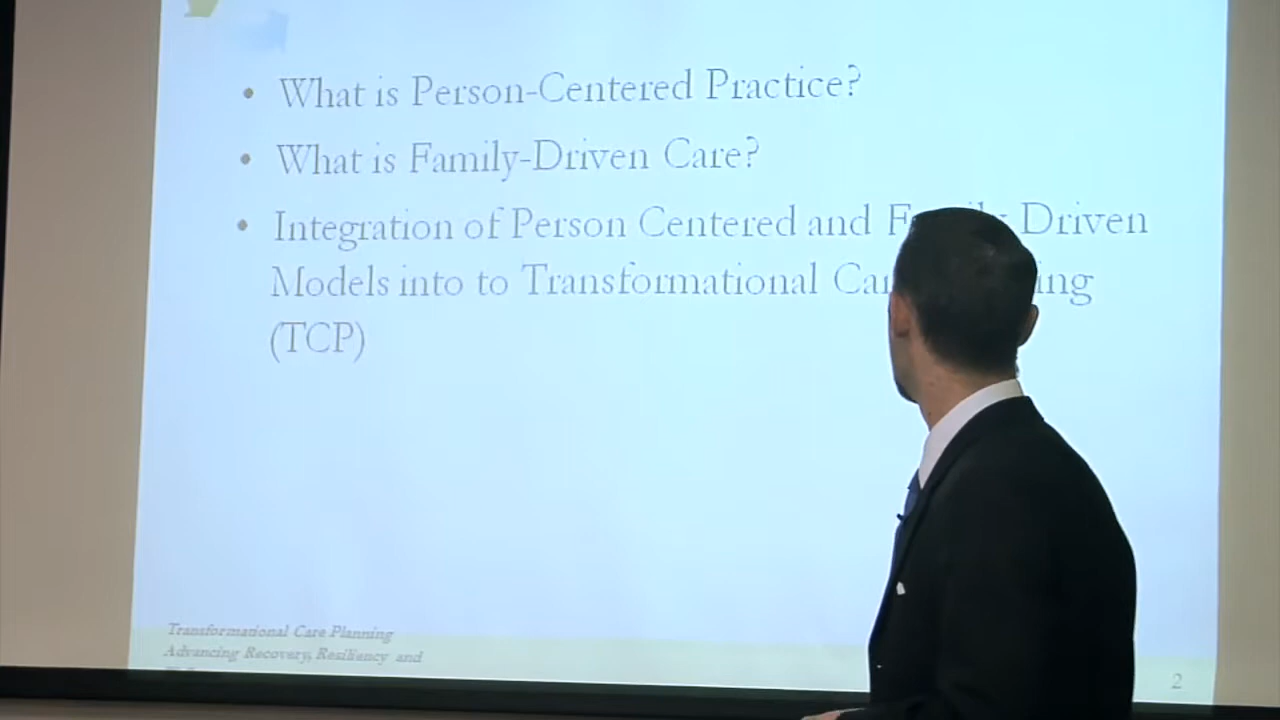 • What is Person-Centered Practice?
• What is Family-Driven Care?
• Integration of Person Centered and Driven
Models into to Transformational
(TCP)
Transformational Care Planning
Advancing Recovery, Resiliency and
2